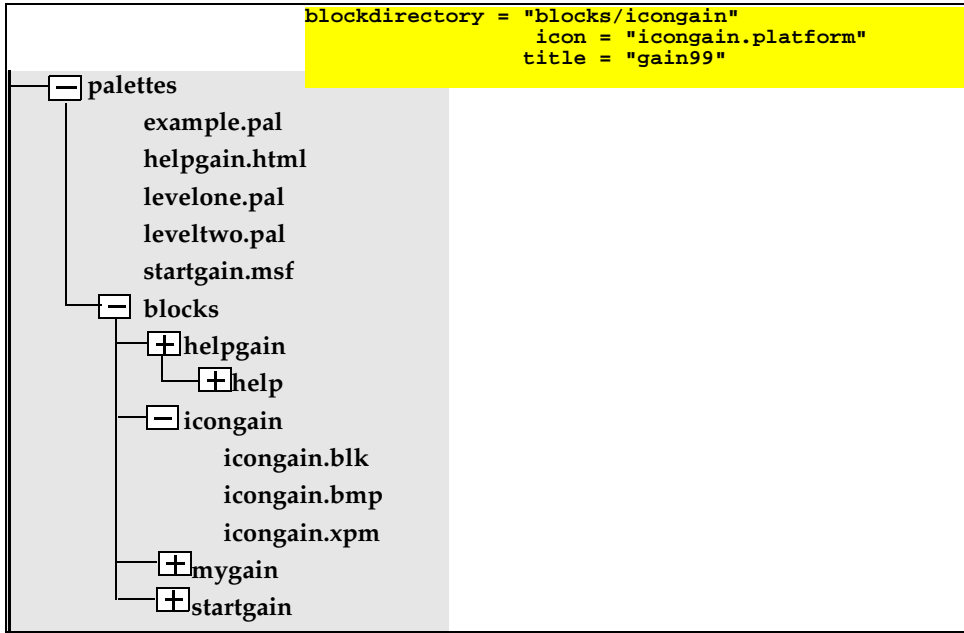 blockdirectory = "blocks/icongain"
icon = "icongain.platform"
title = "gain99"
palettes
example.pal
helpgain.html
levelone.pal
leveltwo.pal
startgain.msf
blocks
helpgain
help
icongain
icongain.blk
icongain.bmp
icongain.xpm
mygain
startgain